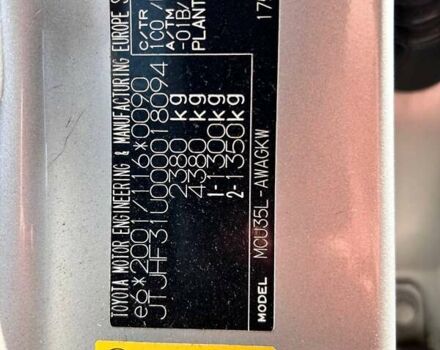 TOYOTA MOTOR ENGINEERING & MANUFACTURING EUROPE
e6*2001/116*0090
JTJHF31U000018094
2380 kg
4380 kg
1- 1300kg
2- 1350kg
MODEL MCU35L-AWAGKW
C/TR
A/TM
-01B/
PLANT